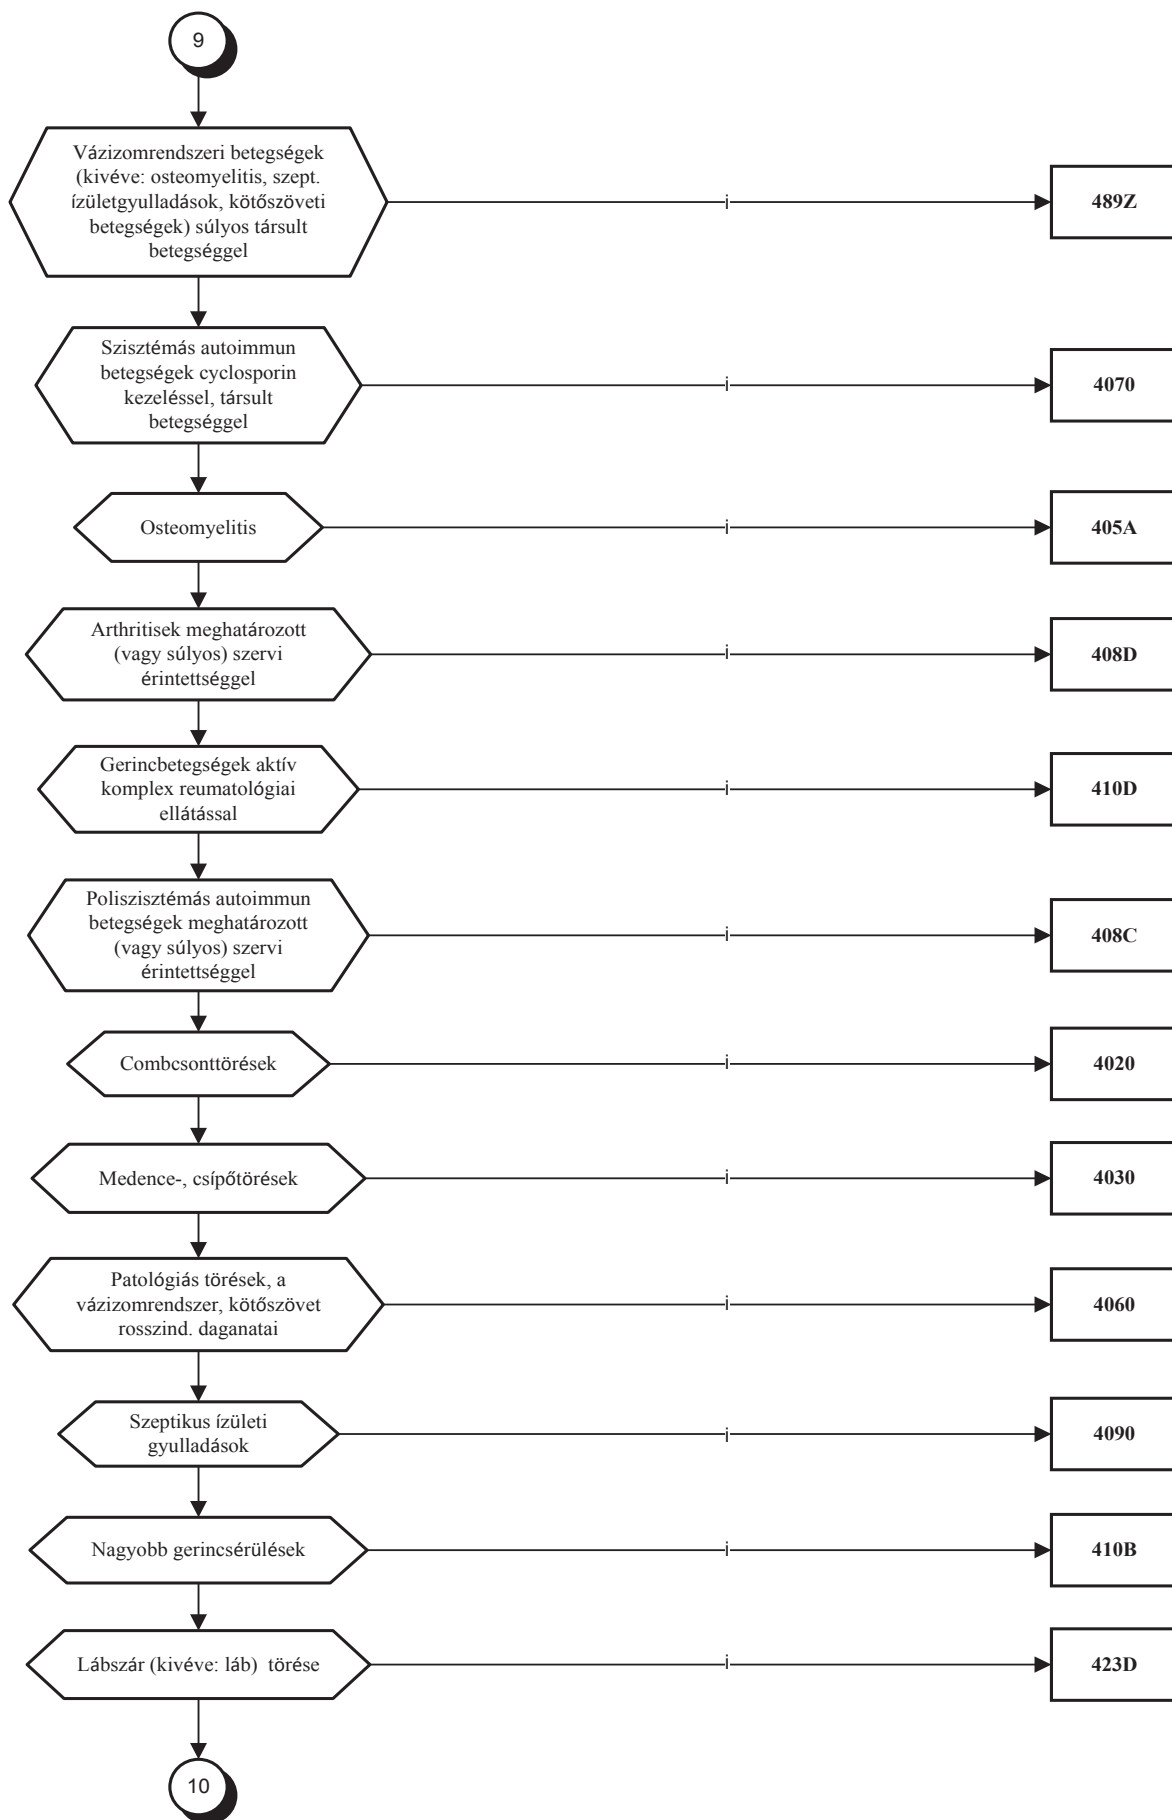 9
Vázizomrendszeri betegségek
(kivéve: osteomyelitis, szept.
ízületgyulladások, kötőszöveti
betegségek) súlyos társult
betegséggel
i
489Z
Szisztémás autoimmun
betegségek cyclosporin
kezeléssel, társult
betegséggel
i
4070
Osteomyelitis
i
405A
Arthritisek meghatározott
(vagy súlyos) szervi
érintettséggel
i
408D
Gerincbetegségek aktív
komplex reumatológiai
ellátással
i
410D
Poliszisztémás autoimmun
betegségek meghatározott
(vagy súlyos) szervi
érintettséggel
i
408C
Combcsonttörések
i
4020
Medence-, csípőtörések
i
4030
Patológiás törések, a
vázizomrendszer, kötőszövet
rosszind. daganatai
i
4060
Szeptikus ízületi
gyulladások
i
4090
Nagyobb gerincsérülések
i
410B
Lábszár (kivéve: láb)  törése
i
423D
10